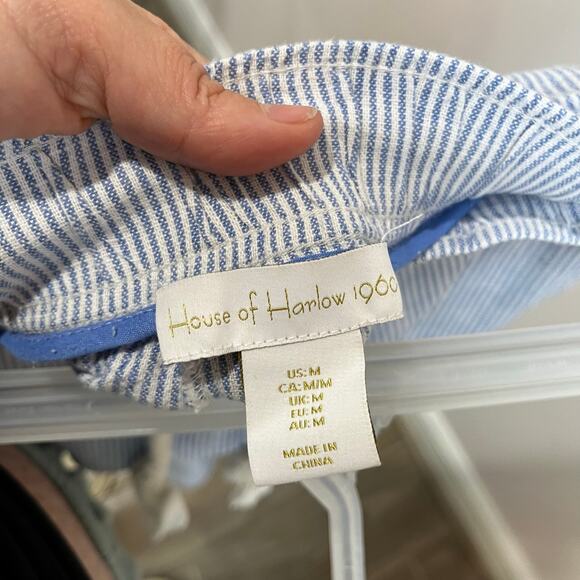 House of Harlow 1960
US: M
CA: M/M
UK: M
EU: M
AU: M
MADE IN
CHINA